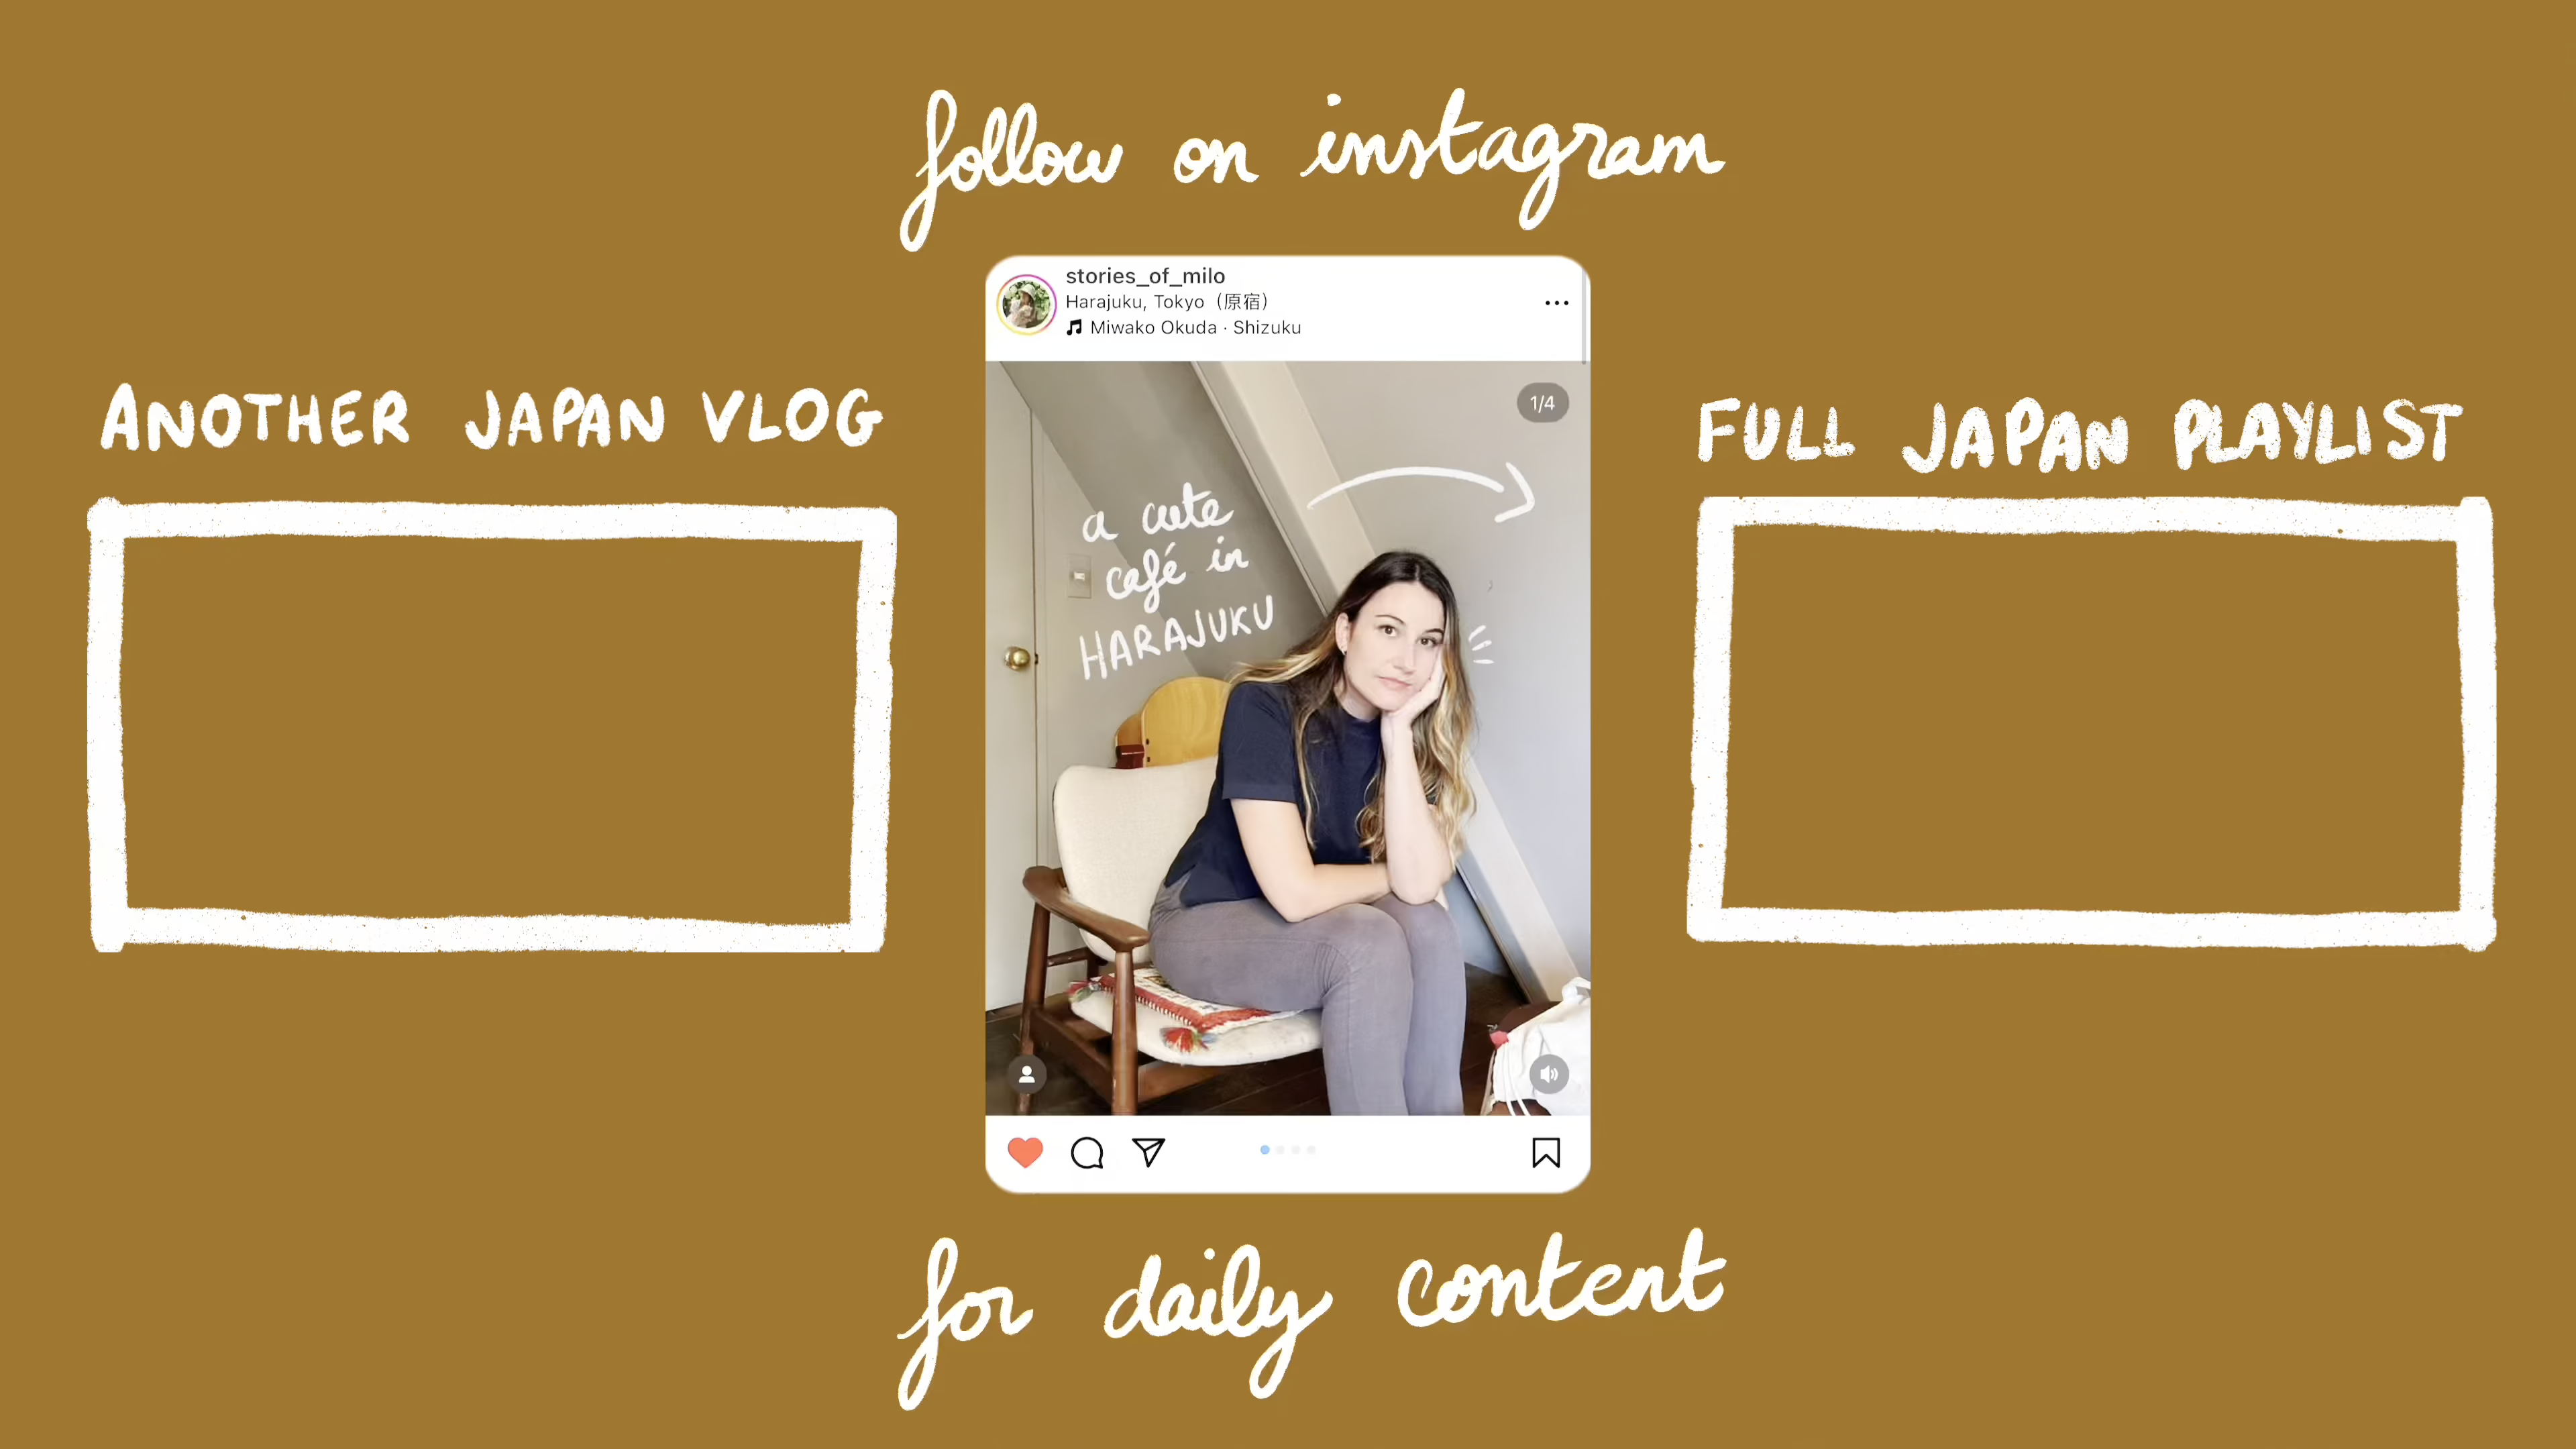 follow on instagram
stories_of_milo
Harajuku, Tokyo（原宿）
Miwako Okuda · Shizuku
1/4
ANOTHER JAPAN VLOG
FULL JAPAN PLAYLIST
a cute
café in
HARAJUKU
for daily content